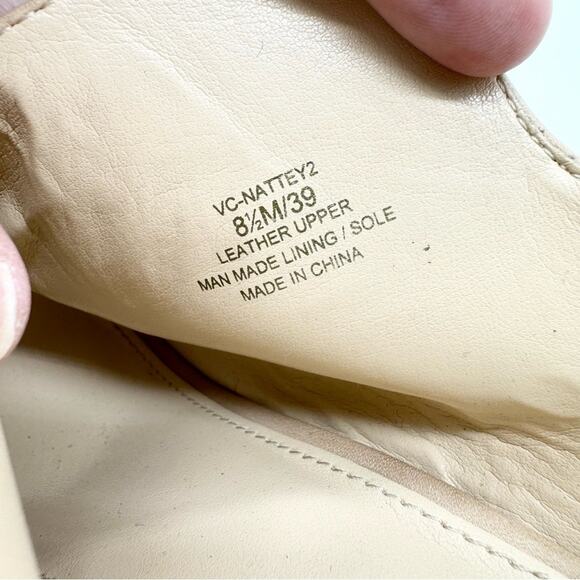 VC-NATTEY2
8½M/39
LEATHER UPPER
MAN MADE LINING / SOLE
MADE IN CHINA